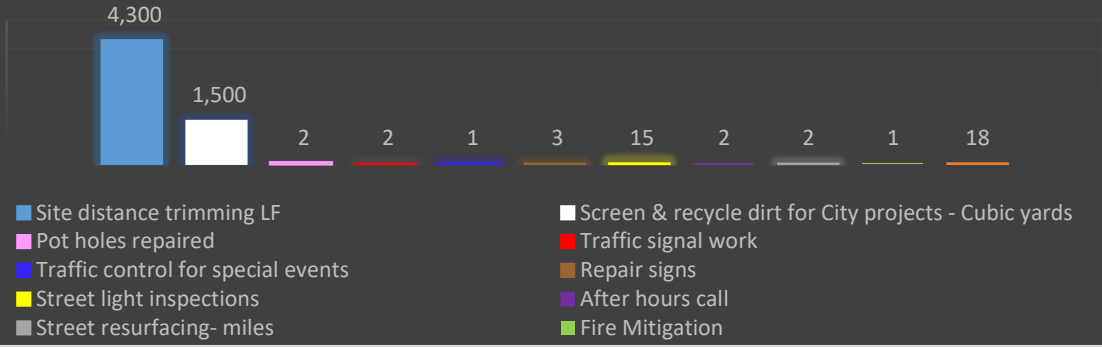 4,300
1,500
2 2 1 3 15 2 2 1 18
Site distance trimming LF Screen & recycle dirt for City projects - Cubic yards
Pot holes repaired Traffic signal work
Traffic control for special events Repair signs
Street light inspections After hours call
Street resurfacing- miles Fire Mitigation